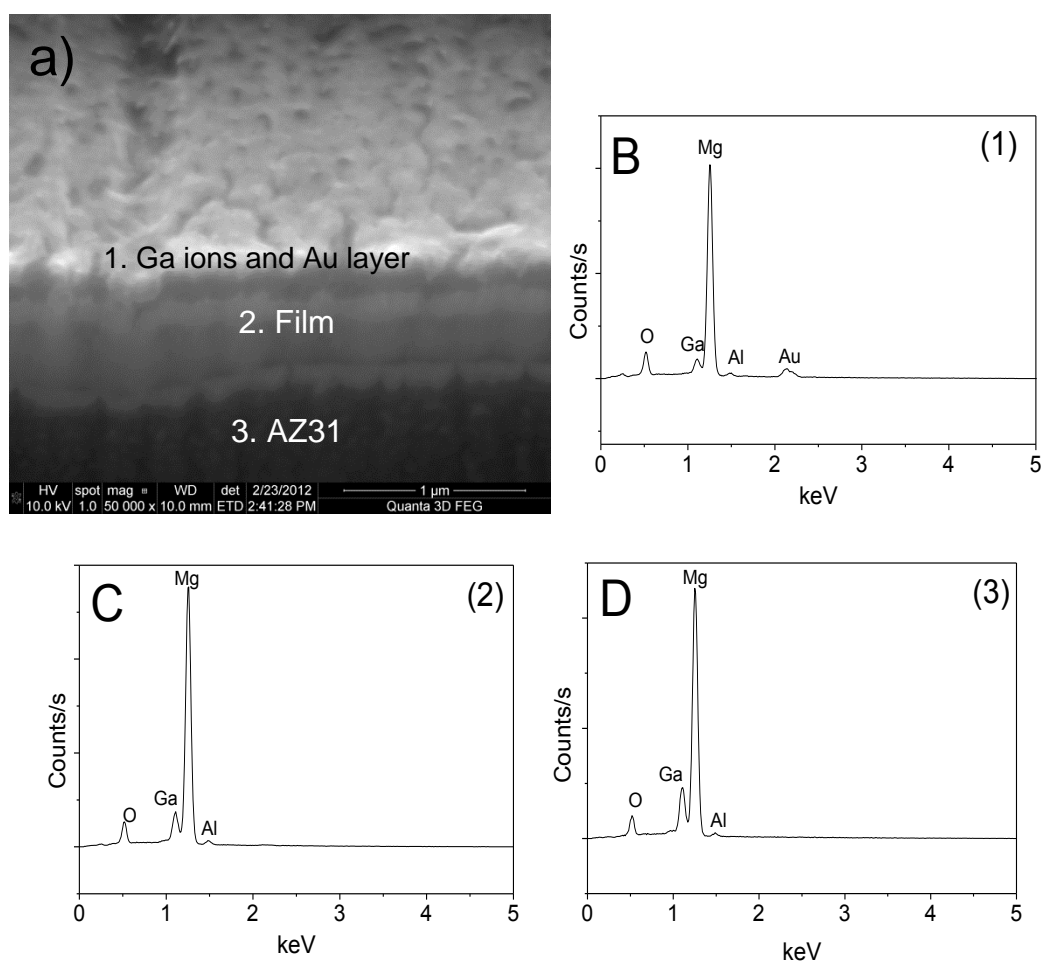 a)
1. Ga ions and Au layer
2. Film
3. AZ31
HV spot mag WD det 2/23/2012 1 µm
10.0 kV 1.0 50 000 x 10.0 mm ETD 2:41:28 PM Quanta 3D FEG
B (1)
Mg
O Ga Al Au
Counts/s
0 1 2 3 4 5
keV
C (2)
Mg
Ga
O Al
Counts/s
0 1 2 3 4 5
keV
D (3)
Mg
Ga
O Al
Counts/s
0 1 2 3 4 5
keV